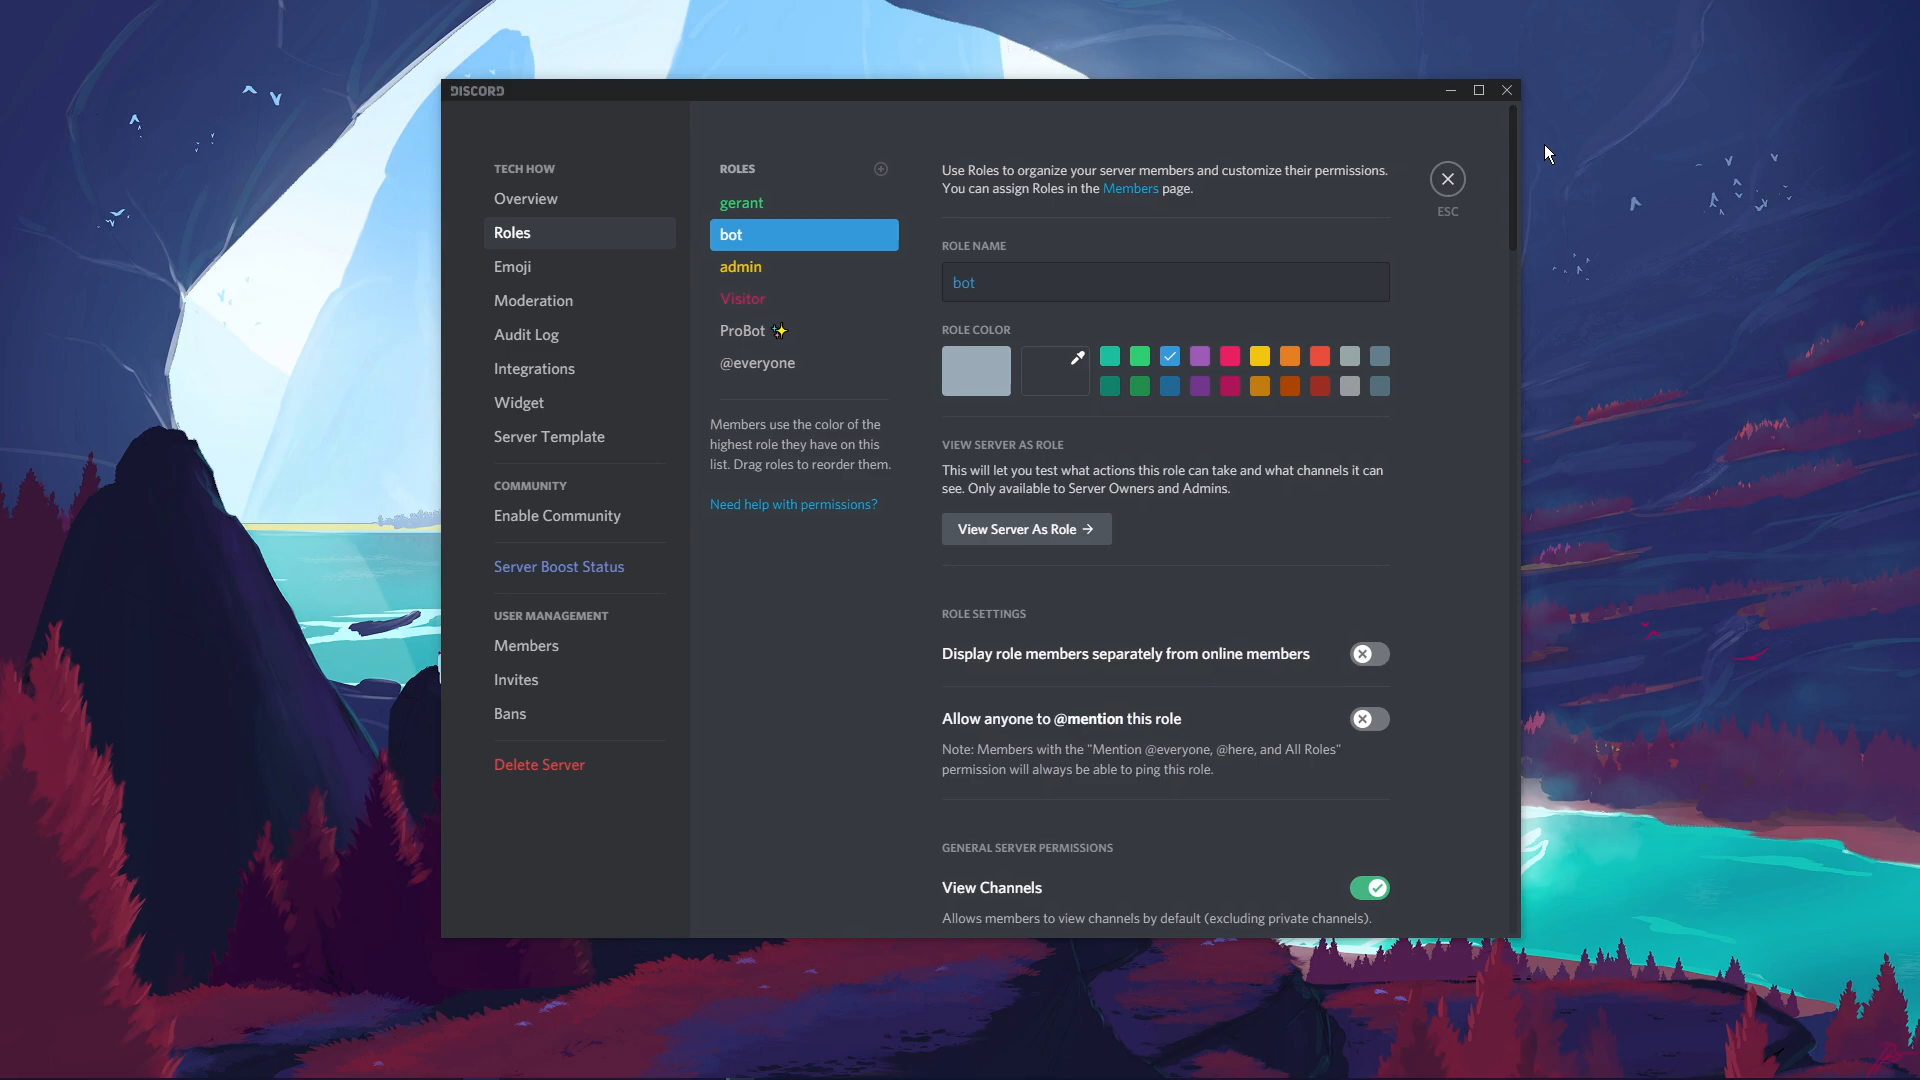 DISCORD
TECH HOW
Overview
Roles
Emoji
Moderation
Audit Log
Integrations
Widget
Server Template
COMMUNITY
Enable Community
Server Boost Status
USER MANAGEMENT
Members
Invites
Bans
Delete Server
ROLES
gerant
bot
admin
Visitor
ProBot ✨
@everyone
Members use the color of the
highest role they have on this
list. Drag roles to reorder them.
Need help with permissions?
Use Roles to organize your server members and customize their permissions.
You can assign Roles in the Members page.
ESC
ROLE NAME
bot
ROLE COLOR
VIEW SERVER AS ROLE
This will let you test what actions this role can take and what channels it can
see. Only available to Server Owners and Admins.
View Server As Role →
ROLE SETTINGS
Display role members separately from online members
Allow anyone to @mention this role
Note: Members with the "Mention @everyone, @here, and All Roles"
permission will always be able to ping this role.
GENERAL SERVER PERMISSIONS
View Channels
Allows members to view channels by default (excluding private channels).